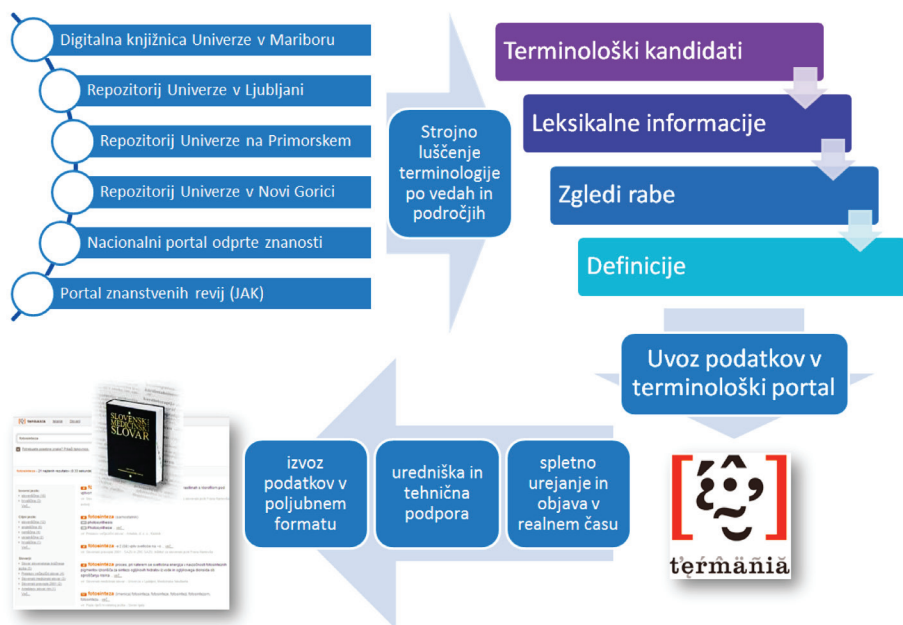 Digitalna knjižnica Univerze v Mariboru
Repozitorij Univerze v Ljubljani
Repozitorij Univerze na Primorskem
Repozitorij Univerze v Novi Gorici
Nacionalni portal odprte znanosti
Portal znanstvenih revij (JAK)
Strojno
luščenje
terminologije
po vedah in
področjih
Terminološki kandidati
Leksikalne informacije
Zgledi rabe
Definicije
Uvoz podatkov v
terminološki portal
spletno
urejanje in
objava v
realnem času
uredniška in
tehnična
podpora
izvoz
podatkov v
poljubnem
formatu
SLOVENSKI
MEDICINSKI
SLOVAR
termania
fotosinteza